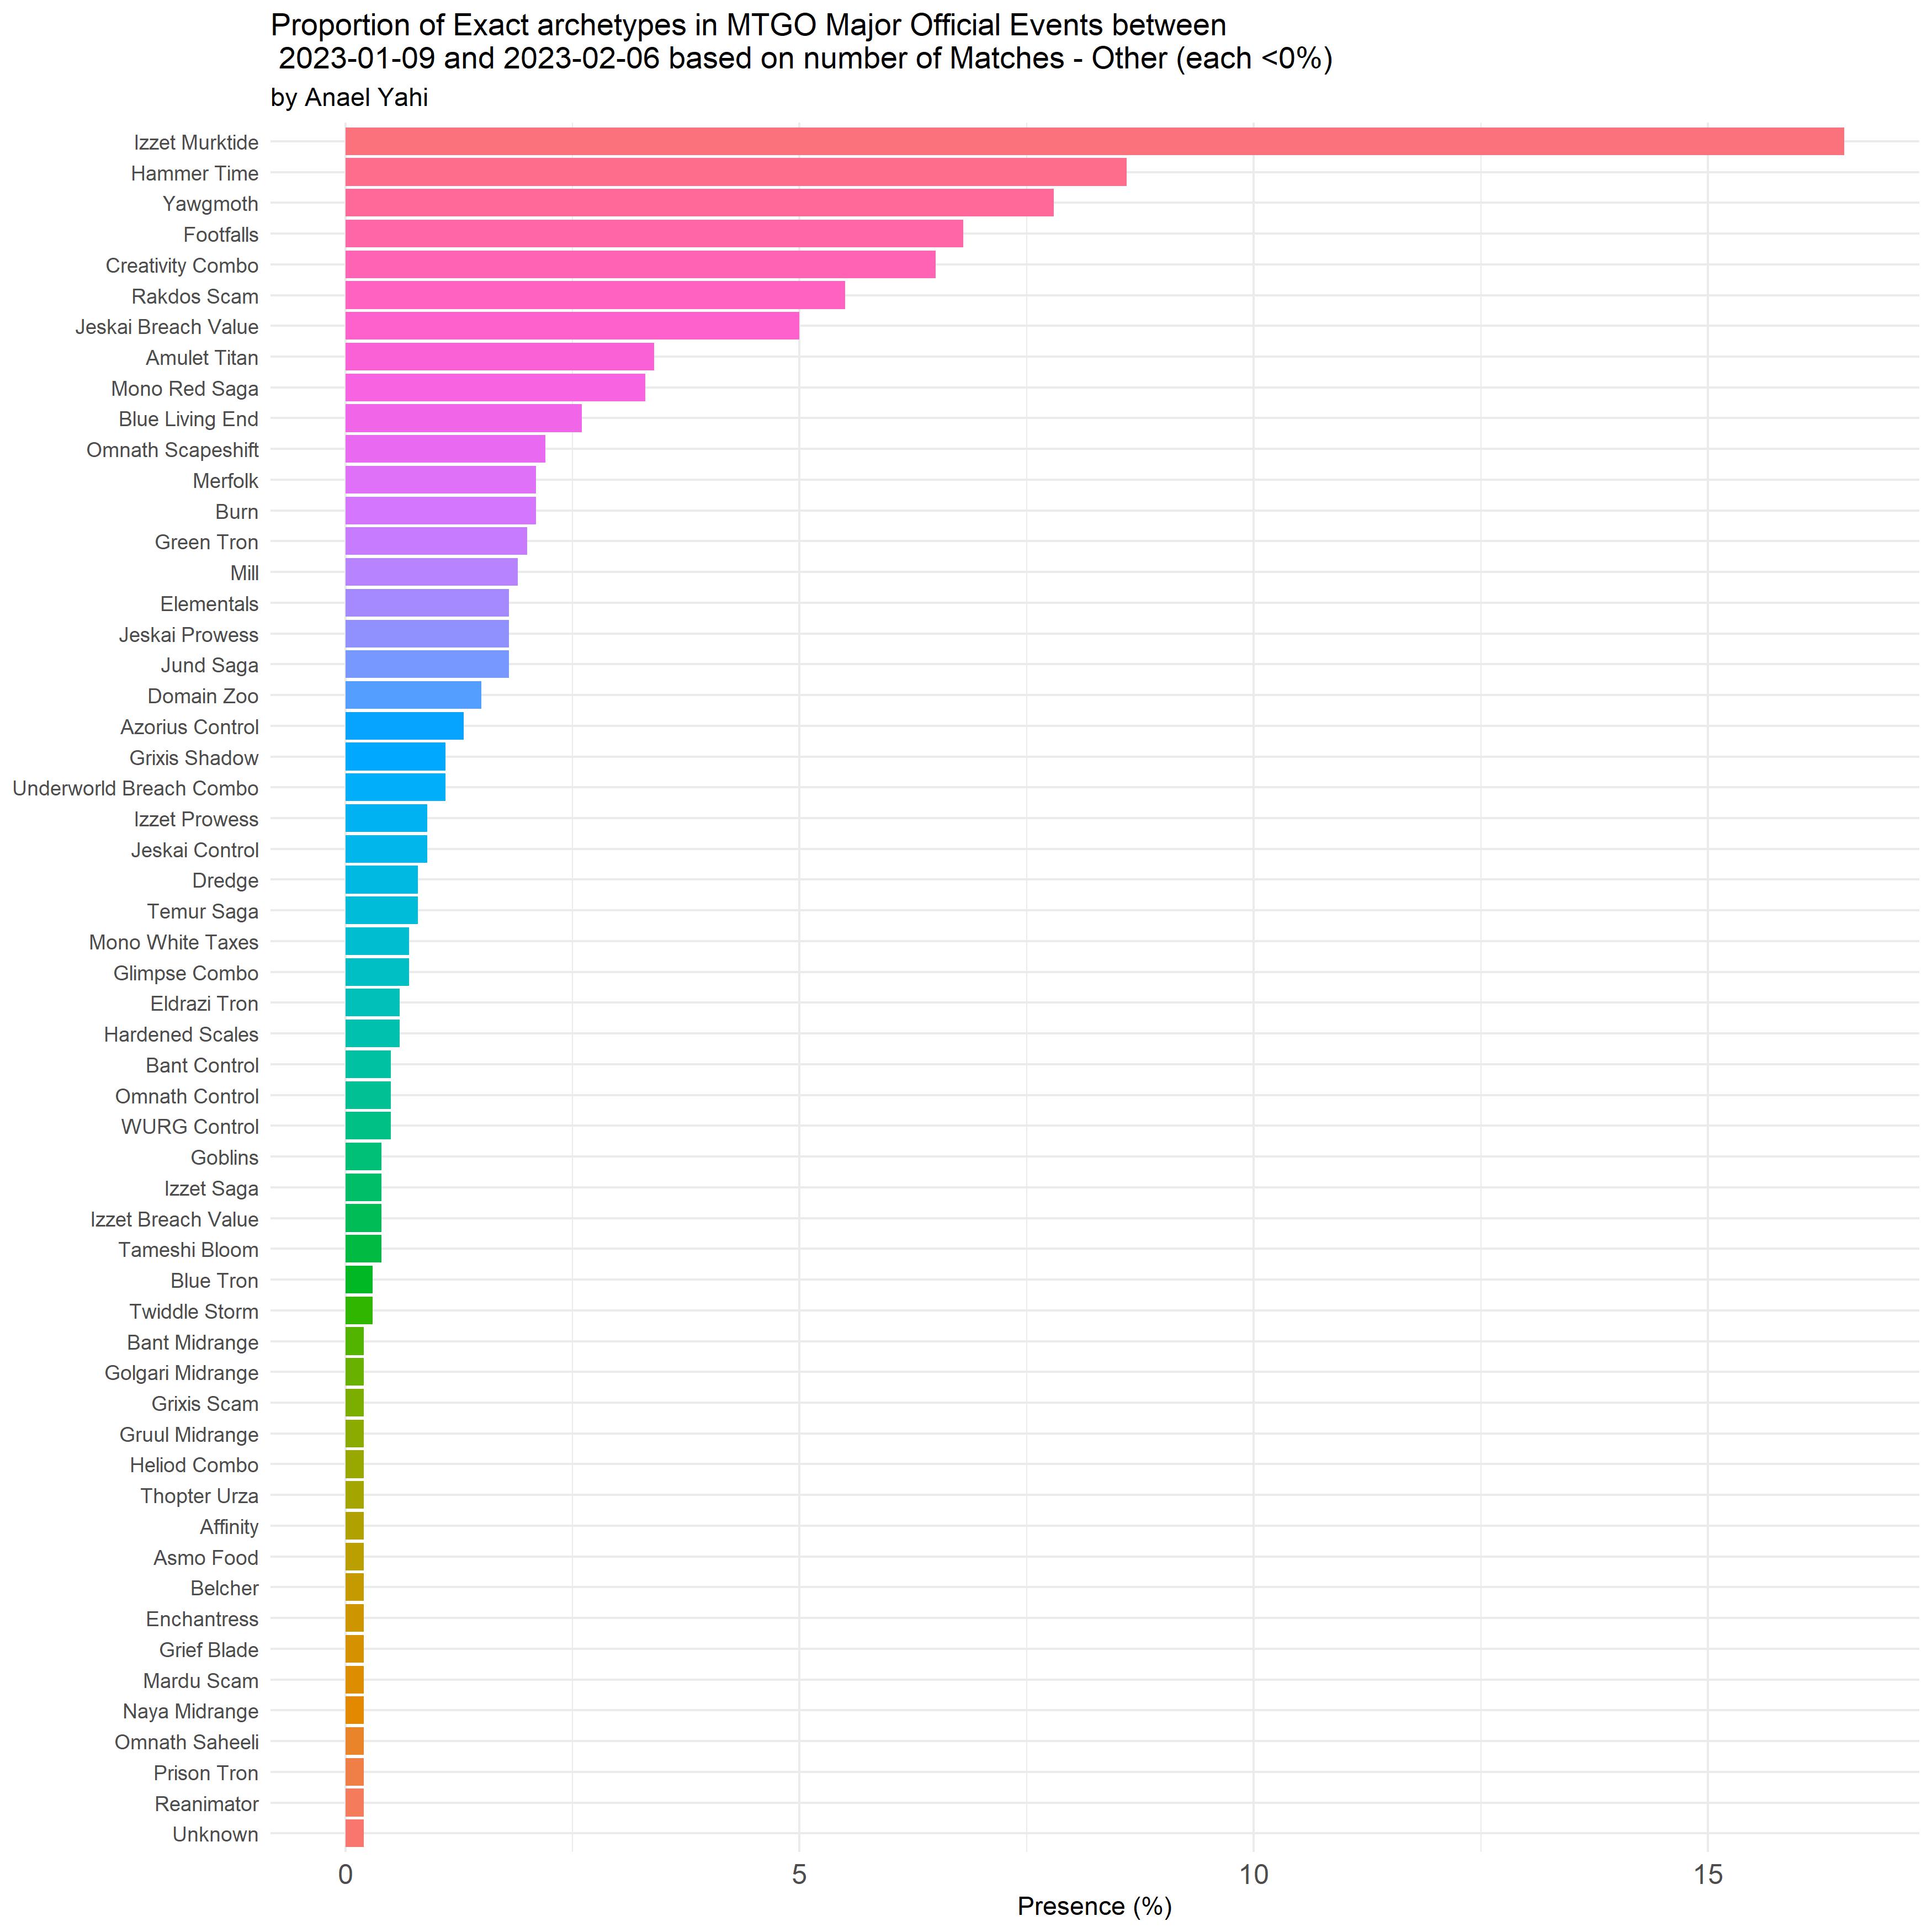 Proportion of Exact archetypes in MTGO Major Official Events between
2023-01-09 and 2023-02-06 based on number of Matches - Other (each <0%)
by Anael Yahi
Izzet Murktide
Hammer Time
Yawgmoth
Footfalls
Creativity Combo
Rakdos Scam
Jeskai Breach Value
Amulet Titan
Mono Red Saga
Blue Living End
Omnath Scapeshift
Merfolk
Burn
Green Tron
Mill
Elementals
Jeskai Prowess
Jund Saga
Domain Zoo
Azorius Control
Grixis Shadow
Underworld Breach Combo
Izzet Prowess
Jeskai Control
Dredge
Temur Saga
Mono White Taxes
Glimpse Combo
Eldrazi Tron
Hardened Scales
Bant Control
Omnath Control
WURG Control
Goblins
Izzet Saga
Izzet Breach Value
Tameshi Bloom
Blue Tron
Twiddle Storm
Bant Midrange
Golgari Midrange
Grixis Scam
Gruul Midrange
Heliod Combo
Thopter Urza
Affinity
Asmo Food
Belcher
Enchantress
Grief Blade
Mardu Scam
Naya Midrange
Omnath Saheeli
Prison Tron
Reanimator
Unknown
0 5 10 15
Presence (%)